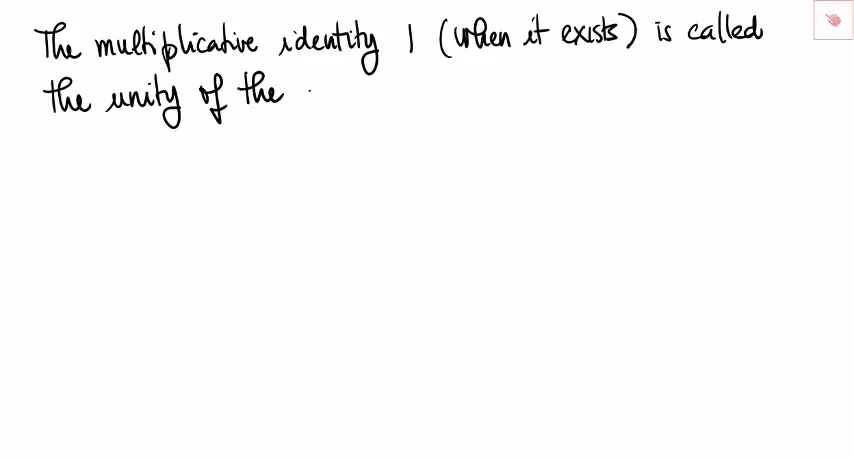 The multiplicative identity 1 (when it exists) is called
the unity of the